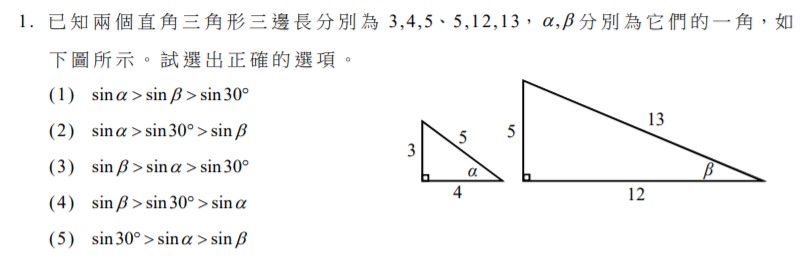 1. 已知兩個直角三角形三邊長分別為 3,4,5、5,12,13，α,β分別為它們的一角，如
下圖所示。試選出正確的選項。
(1) sinα > sinβ > sin30°
(2) sinα > sin30° > sinβ
(3) sinβ > sinα > sin30°
(4) sinβ > sin30° > sinα
(5) sin30° > sinα > sinβ
3
5
α
4
5
13
β
12